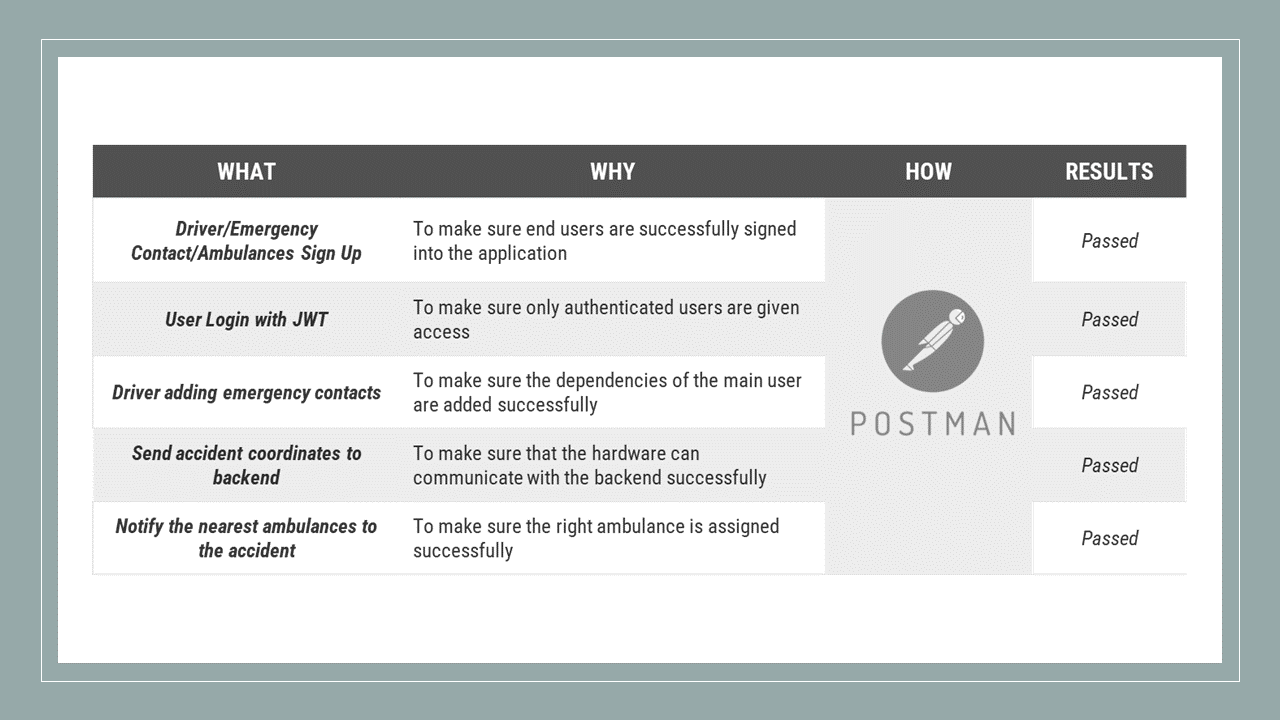 WHAT WHY HOW RESULTS
Driver/Emergency
Contact/Ambulances Sign Up
To make sure end users are successfully signed
into the application
Passed
User Login with JWT
To make sure only authenticated users are given
access
Passed
Driver adding emergency contacts
To make sure the dependencies of the main user
are added successfully
Passed
POSTMAN
Send accident coordinates to
backend
To make sure that the hardware can
communicate with the backend successfully
Passed
Notify the nearest ambulances to
the accident
To make sure the right ambulance is assigned
successfully
Passed